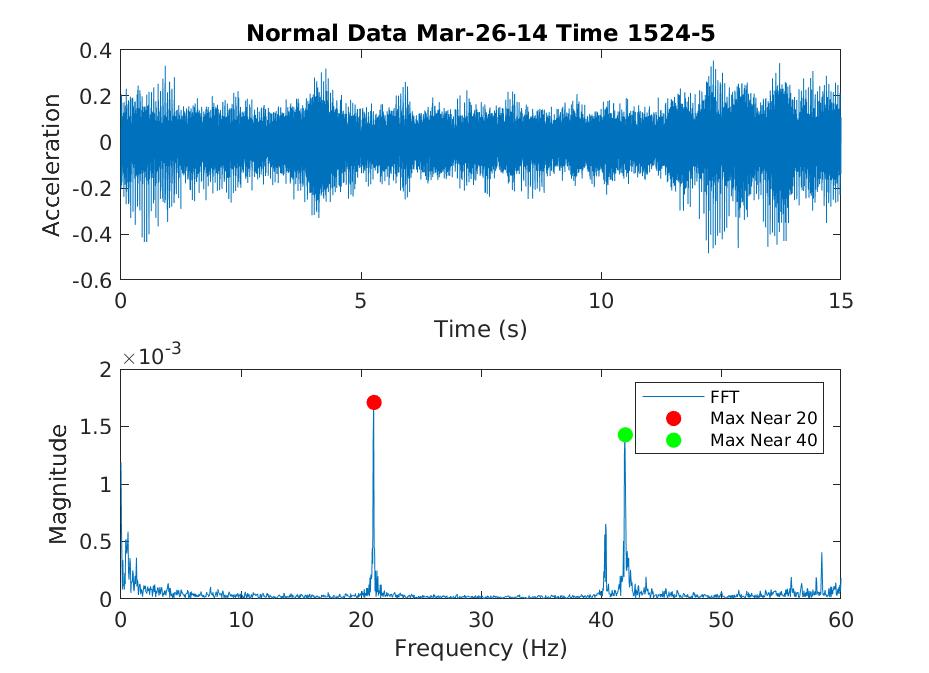 Normal Data Mar-26-14 Time 1524-5
0.4
0.2
0
-0.2
-0.4
-0.6
Acceleration
0 5 10 15
Time (s)
×10-3
2
1.5
1
0.5
0
Magnitude
FFT
Max Near 20
Max Near 40
0 10 20 30 40 50 60
Frequency (Hz)